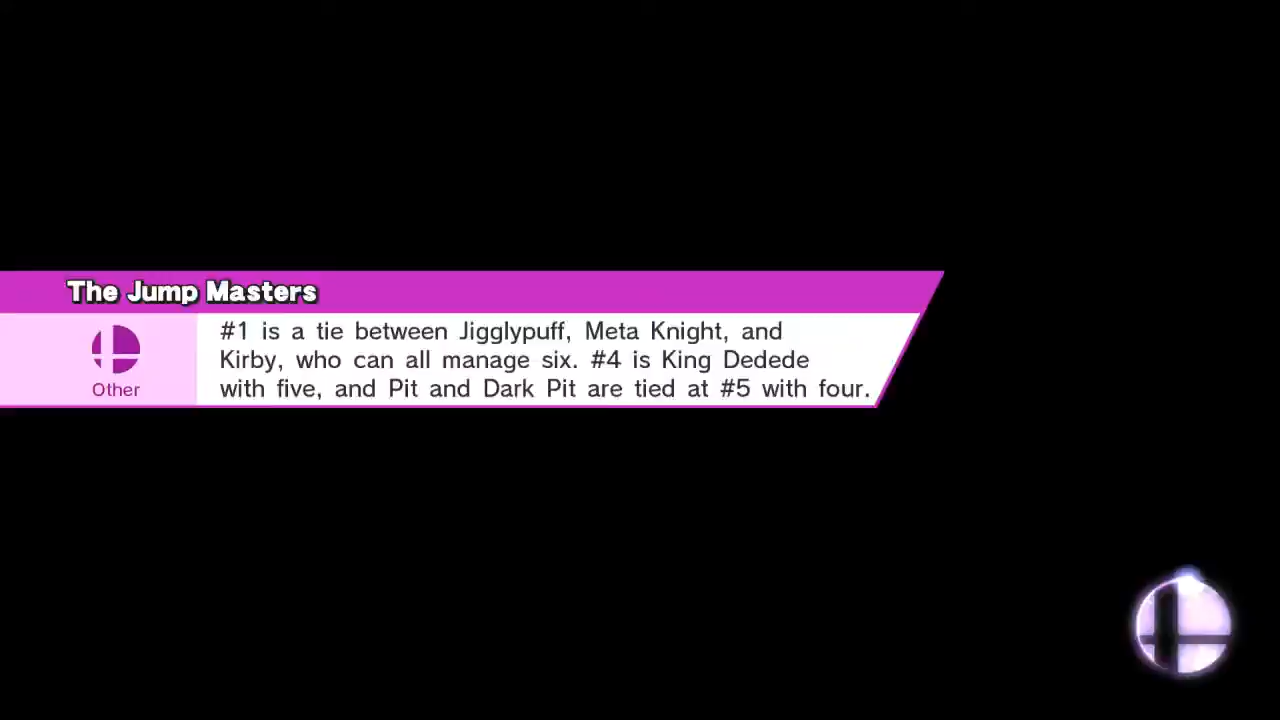 The Jump Masters
#1 is a tie between Jigglypuff, Meta Knight, and
Kirby, who can all manage six. #4 is King Dedede
with five, and Pit and Dark Pit are tied at #5 with four.
Other